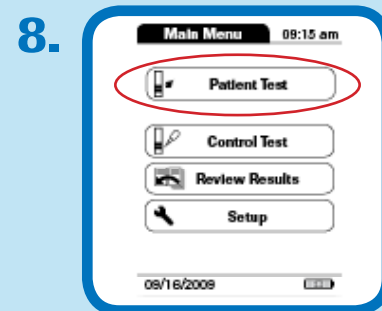 8.
Main Menu 09:15 am
Patient Test
Control Test
Review Results
Setup
09/16/2009